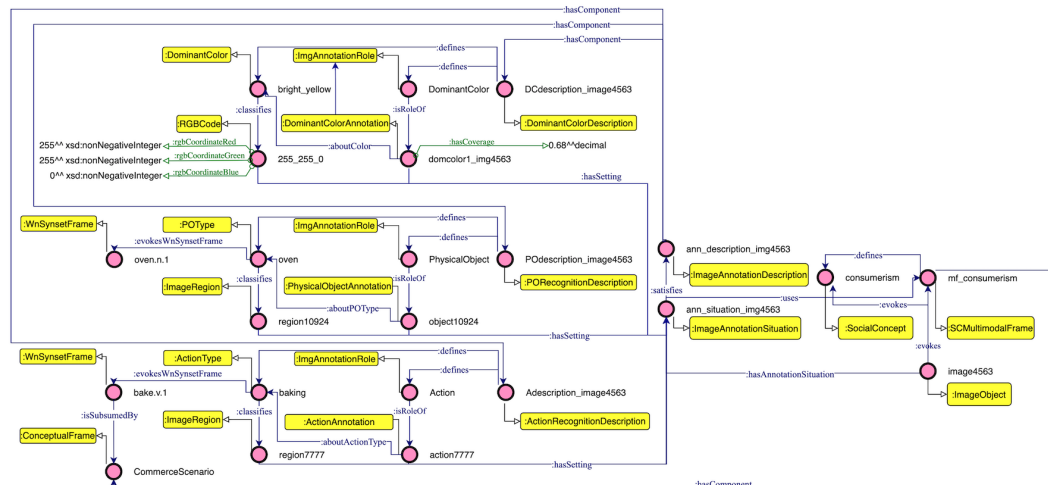 :hasComponent
:hasComponent
:hasComponent
:DominantColor
:ImgAnnotationRole
:defines
:defines
bright_yellow
DominantColor
DCdescription_image4563
:classifies
:isRoleOf
:RGBCode
:DominantColorAnnotation
:DominantColorDescription
255^^ xsd:nonNegativeInteger
:rgbCoordinateRed
:aboutColor
:hasCoverage
0.68^^decimal
255^^ xsd:nonNegativeInteger
:rgbCoordinateGreen
255_255_0
domcolor1_img4563
0^^ xsd:nonNegativeInteger
:rgbCoordinateBlue
:hasSetting
:WnSynsetFrame
:POType
:ImgAnnotationRole
:defines
:defines
:evokesWnSynsetFrame
oven.n.1
oven
PhysicalObject
POdescription_image4563
:classifies
:isRoleOf
:ImageRegion
:PhysicalObjectAnnotation
:PORecognitionDescription
:aboutPOType
region10924
object10924
:hasSetting
ann_description_img4563
:ImageAnnotationDescription
:defines
consumerism
mf_consumerism
:satisfies
:uses
ann_situation_img4563
:evokes
:ImageAnnotationSituation
:SocialConcept
:SCMultimodalFrame
:evokes
:WnSynsetFrame
:ActionType
:ImgAnnotationRole
:defines
:defines
:evokesWnSynsetFrame
:hasAnnotationSituation
image4563
bake.v.1
baking
Action
Adescription_image4563
:ImageObject
:isSubsumedBy
:classifies
:isRoleOf
:ImageRegion
:ActionAnnotation
:ActionRecognitionDescription
:ConceptualFrame
:aboutActionType
region7777
action7777
:hasSetting
CommerceScenario
:hasComponent